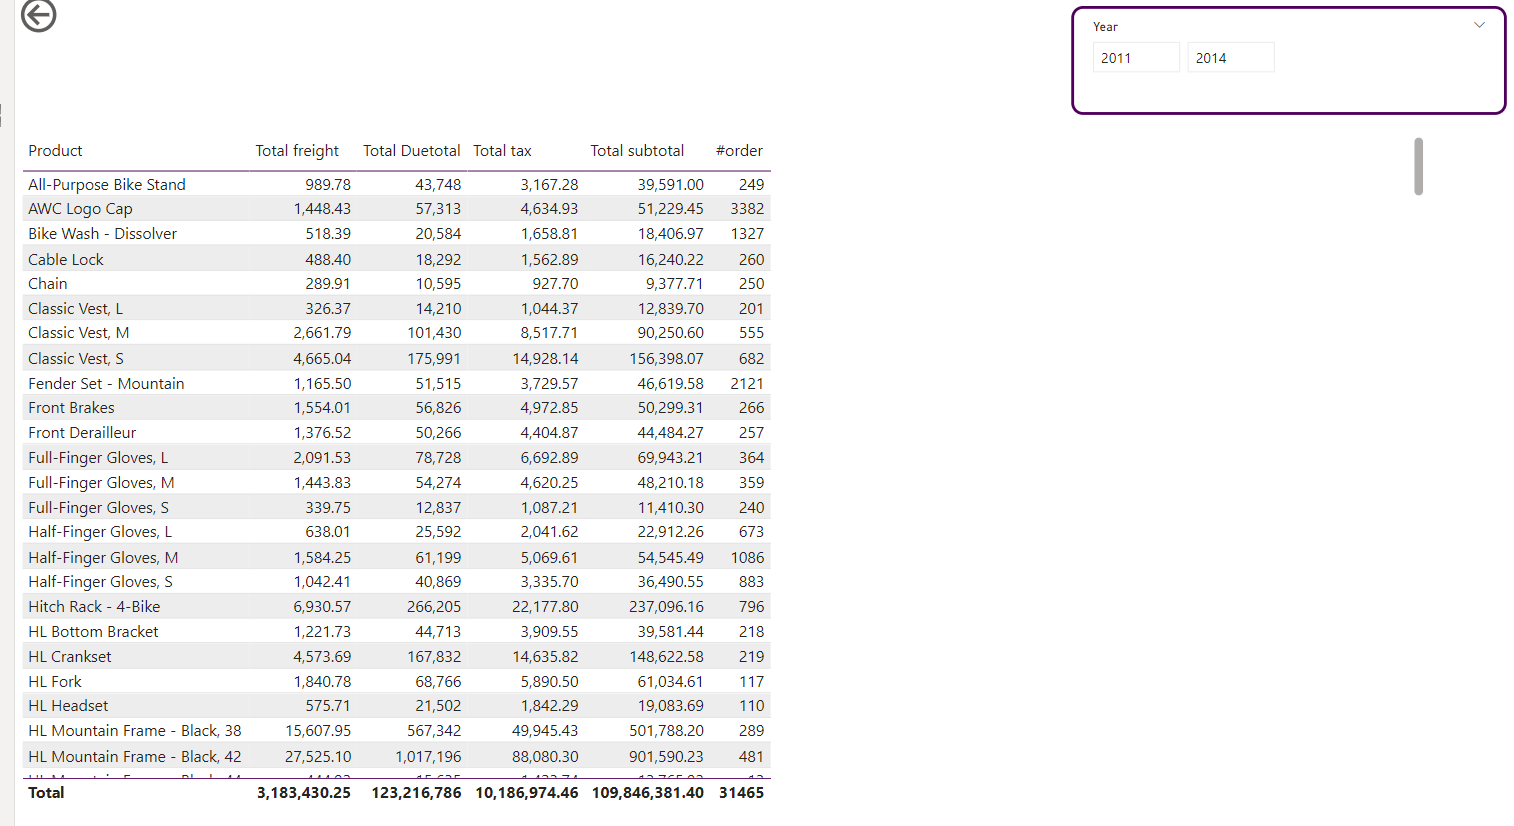 Year
2011 2014
Product Total freight Total Duetotal Total tax Total subtotal #order
All-Purpose Bike Stand 989.78 43,748 3,167.28 39,591.00 249
AWC Logo Cap 1,448.43 57,313 4,634.93 51,229.45 3382
Bike Wash - Dissolver 518.39 20,584 1,658.81 18,406.97 1327
Cable Lock 488.40 18,292 1,562.89 16,240.22 260
Chain 289.91 10,595 927.70 9,377.71 250
Classic Vest, L 326.37 14,210 1,044.37 12,839.70 201
Classic Vest, M 2,661.79 101,430 8,517.71 90,250.60 555
Classic Vest, S 4,665.04 175,991 14,928.14 156,398.07 682
Fender Set - Mountain 1,165.50 51,515 3,729.57 46,619.58 2121
Front Brakes 1,554.01 56,826 4,972.85 50,299.31 266
Front Derailleur 1,376.52 50,266 4,404.87 44,484.27 257
Full-Finger Gloves, L 2,091.53 78,728 6,692.89 69,943.21 364
Full-Finger Gloves, M 1,443.83 54,274 4,620.25 48,210.18 359
Full-Finger Gloves, S 339.75 12,837 1,087.21 11,410.30 240
Half-Finger Gloves, L 638.01 25,592 2,041.62 22,912.26 673
Half-Finger Gloves, M 1,584.25 61,199 5,069.61 54,545.49 1086
Half-Finger Gloves, S 1,042.41 40,869 3,335.70 36,490.55 883
Hitch Rack - 4-Bike 6,930.57 266,205 22,177.80 237,096.16 796
HL Bottom Bracket 1,221.73 44,713 3,909.55 39,581.44 218
HL Crankset 4,573.69 167,832 14,635.82 148,622.58 219
HL Fork 1,840.78 68,766 5,890.50 61,034.61 117
HL Headset 575.71 21,502 1,842.29 19,083.69 110
HL Mountain Frame - Black, 38 15,607.95 567,342 49,945.43 501,788.20 289
HL Mountain Frame - Black, 42 27,525.10 1,017,196 88,080.30 901,590.23 481
Total 3,183,430.25 123,216,786 10,186,974.46 109,846,381.40 31465